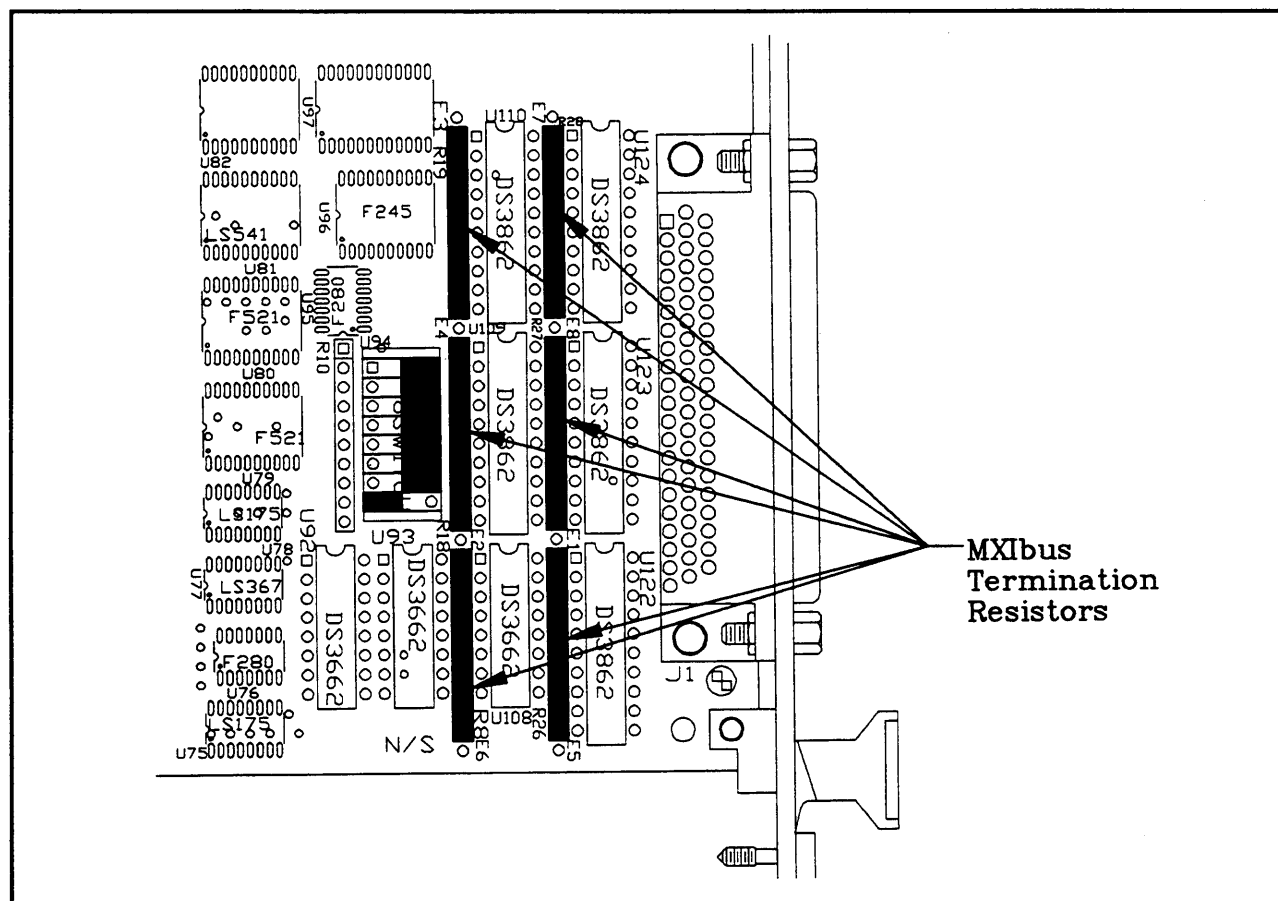 U82
U97
E3
R19
U110
E7
R28
U124
DS3862
DS3862
LS541
U96
F245
U81
F521
U95
F280
E4
U109
R27
E8
U123
R10
U94
U80
F521
DS3862
DS3862
U79
LS175
U78
U92
U93
R18
E2
E1
U122
MXIbus
Termination
Resistors
U77
LS367
DS3662
DS3662
DS3662
DS3862
F280
U76
J1
LS175
U75
N/S
R8
E6
U108
R26
E5